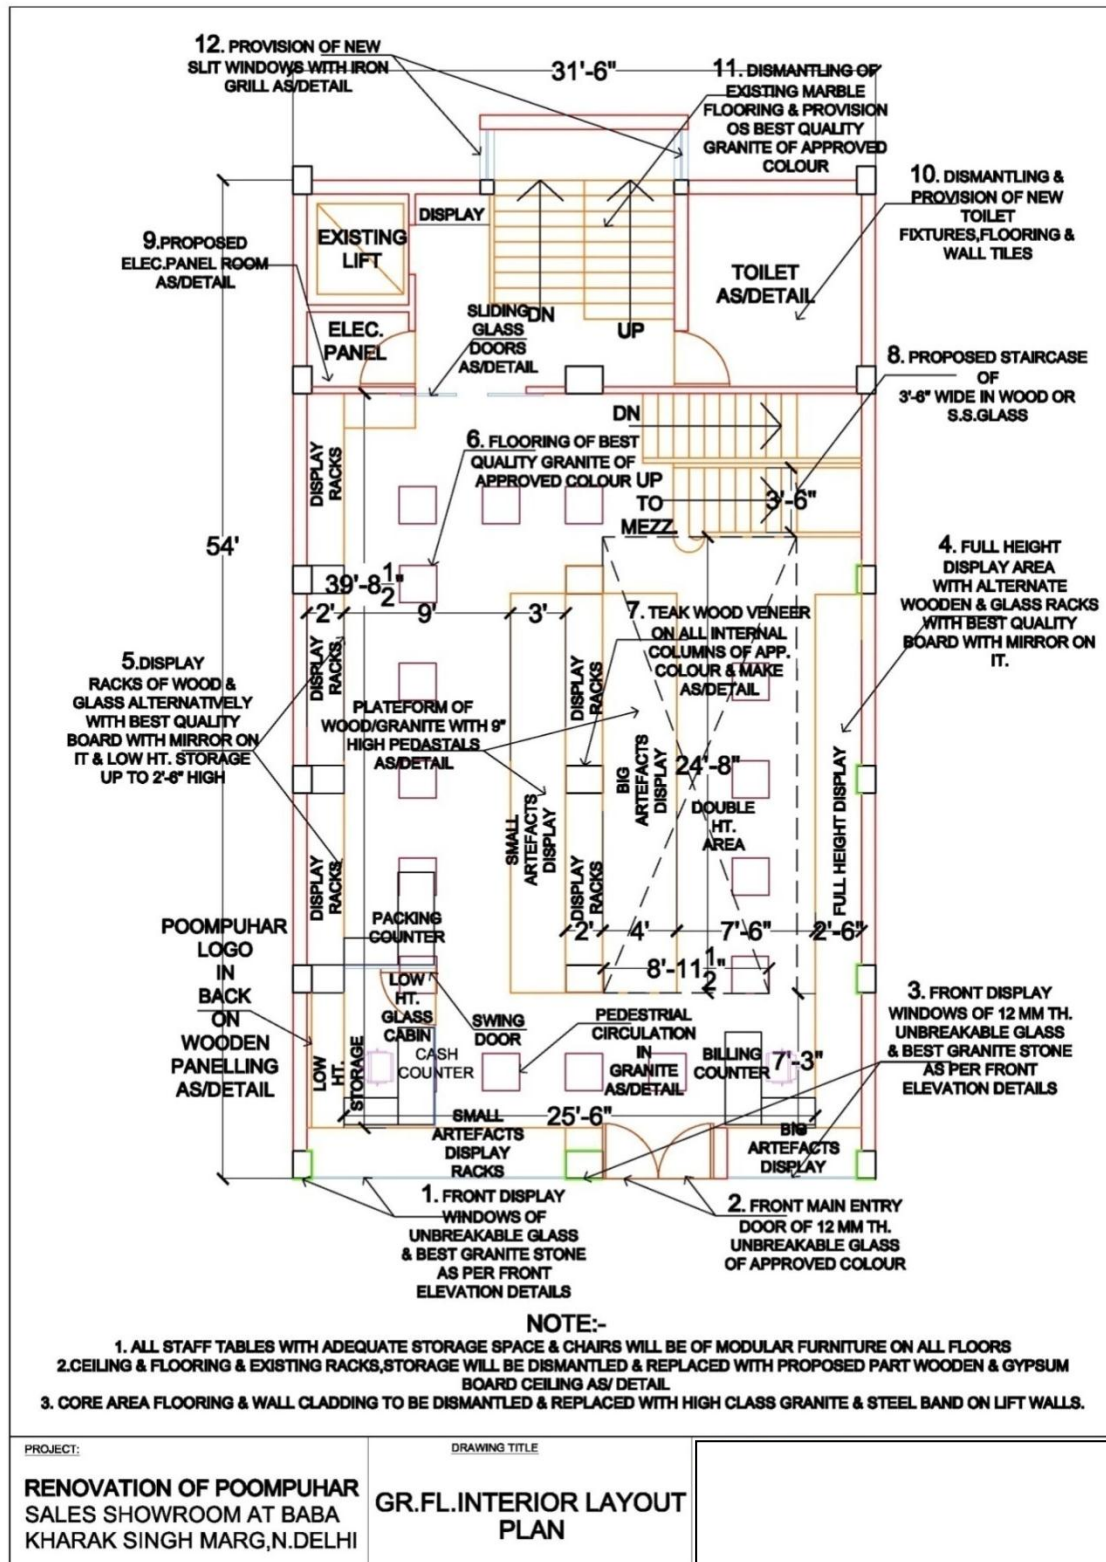 12. PROVISION OF NEW
SLIT WINDOWS WITH IRON
GRILL AS/DETAIL
31'-6"
11. DISMANTLING OF
EXISTING MARBLE
FLOORING & PROVISION
OS BEST QUALITY
GRANITE OF APPROVED
COLOUR
10. DISMANTLING &
PROVISION OF NEW
TOILET
FIXTURES,FLOORING &
WALL TILES
9.PROPOSED
ELEC.PANEL ROOM
AS/DETAIL
EXISTING
LIFT
DISPLAY
TOILET
AS/DETAIL
ELEC.
PANEL
SLIDING
GLASS
DOORS
AS/DETAIL
DN
UP
8. PROPOSED STAIRCASE
OF
3'-6" WIDE IN WOOD OR
S.S.GLASS
DN
DISPLAY
RACKS
6. FLOORING OF BEST
QUALITY GRANITE OF
APPROVED COLOUR
UP
TO
MEZZ.
3'-6"
54'
39'-8 1/2"
2'
9'
3'
4. FULL HEIGHT
DISPLAY AREA
WITH ALTERNATE
WOODEN & GLASS RACKS
WITH BEST QUALITY
BOARD WITH MIRROR ON
IT.
7. TEAK WOOD VENEER
ON ALL INTERNAL
COLUMNS OF APP.
COLOUR & MAKE
AS/DETAIL
5.DISPLAY
RACKS OF WOOD &
GLASS ALTERNATIVELY
WITH BEST QUALITY
BOARD WITH MIRROR ON
IT & LOW HT. STORAGE
UP TO 2'-6" HIGH
DISPLAY
RACKS
PLATEFORM OF
WOOD/GRANITE WITH 9"
HIGH PEDASTALS
AS/DETAIL
DISPLAY
RACKS
BIG
ARTEFACTS
DISPLAY
24'-8"
DOUBLE
HT.
AREA
SMALL
ARTEFACTS
DISPLAY
FULL HEIGHT DISPLAY
DISPLAY
RACKS
DISPLAY
RACKS
PACKING
COUNTER
2'
4'
7'-6"
2'-6"
8'-11 1/2"
POOMPUHAR
LOGO
IN
BACK
ON
WOODEN
PANELLING
AS/DETAIL
LOW
HT.
GLASS
CABIN
SWING
DOOR
PEDESTRIAL
CIRCULATION
IN
GRANITE
AS/DETAIL
3. FRONT DISPLAY
WINDOWS OF 12 MM TH.
UNBREAKABLE GLASS
& BEST GRANITE STONE
AS PER FRONT
ELEVATION DETAILS
LOW
HT.
STORAGE
CASH
COUNTER
BILLING
COUNTER
7'-3"
25'-6"
SMALL
ARTEFACTS
DISPLAY
RACKS
BIG
ARTEFACTS
DISPLAY
1. FRONT DISPLAY
WINDOWS OF
UNBREAKABLE GLASS
& BEST GRANITE STONE
AS PER FRONT
ELEVATION DETAILS
2. FRONT MAIN ENTRY
DOOR OF 12 MM TH.
UNBREAKABLE GLASS
OF APPROVED COLOUR
NOTE:-
1. ALL STAFF TABLES WITH ADEQUATE STORAGE SPACE & CHAIRS WILL BE OF MODULAR FURNITURE ON ALL FLOORS
2.CEILING & FLOORING & EXISTING RACKS,STORAGE WILL BE DISMANTLED & REPLACED WITH PROPOSED PART WOODEN & GYPSUM
BOARD CEILING AS/ DETAIL
3. CORE AREA FLOORING & WALL CLADDING TO BE DISMANTLED & REPLACED WITH HIGH CLASS GRANITE & STEEL BAND ON LIFT WALLS.
PROJECT:
RENOVATION OF POOMPUHAR
SALES SHOWROOM AT BABA
KHARAK SINGH MARG,N.DELHI
DRAWING TITLE
GR.FL.INTERIOR LAYOUT
PLAN